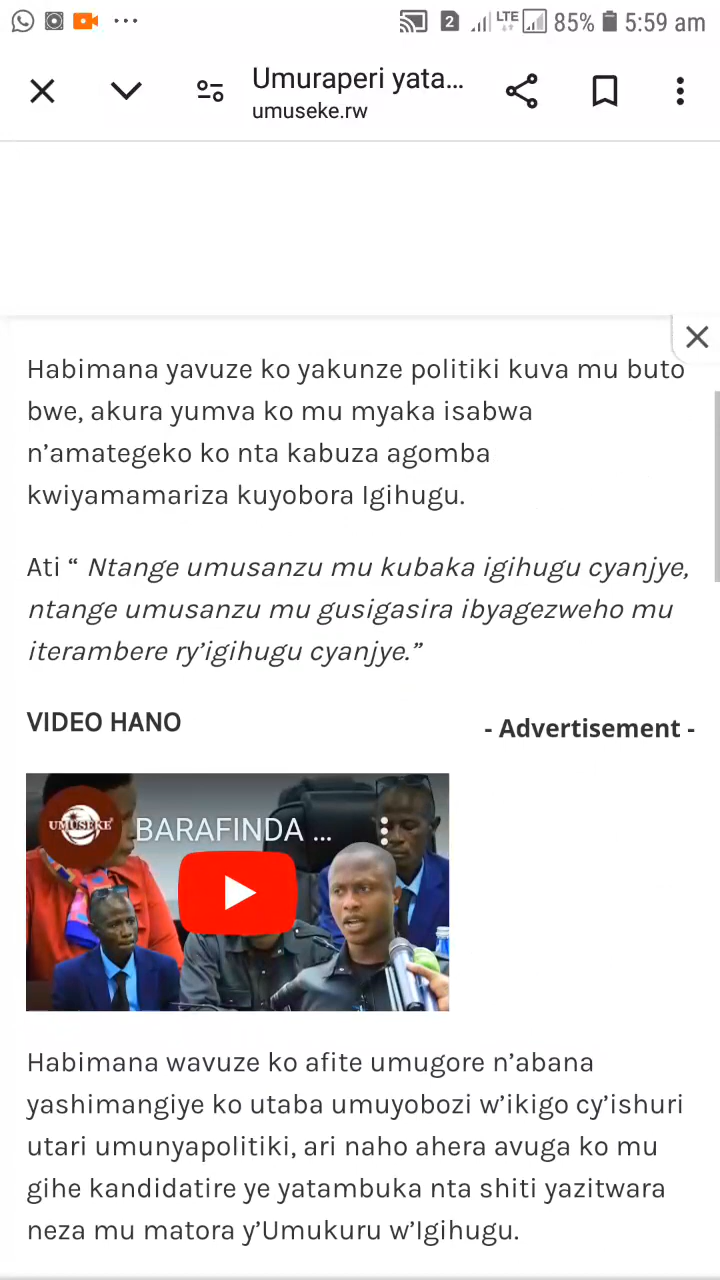 2 LTE 85% 5:59 am
Umuraperi yata...
umuseke.rw
Habimana yavuze ko yakunze politiki kuva mu buto
bwe, akura yumva ko mu myaka isabwa
n’amategeko ko nta kabuza agomba
kwiyamamariza kuyobora Igihugu.
Ati “ Ntange umusanzu mu kubaka igihugu cyanjye,
ntange umusanzu mu gusigasira ibyagezweho mu
iterambere ry’igihugu cyanjye.”
VIDEO HANO
- Advertisement -
UMUSEKE
BARAFINDA ...
Habimana wavuze ko afite umugore n’abana
yashimangiye ko utaba umuyobozi w’ikigo cy’ishuri
utari umunyapolitiki, ari naho ahera avuga ko mu
gihe kandidatire ye yatambuka nta shiti yazitwara
neza mu matora y’Umukuru w’Igihugu.